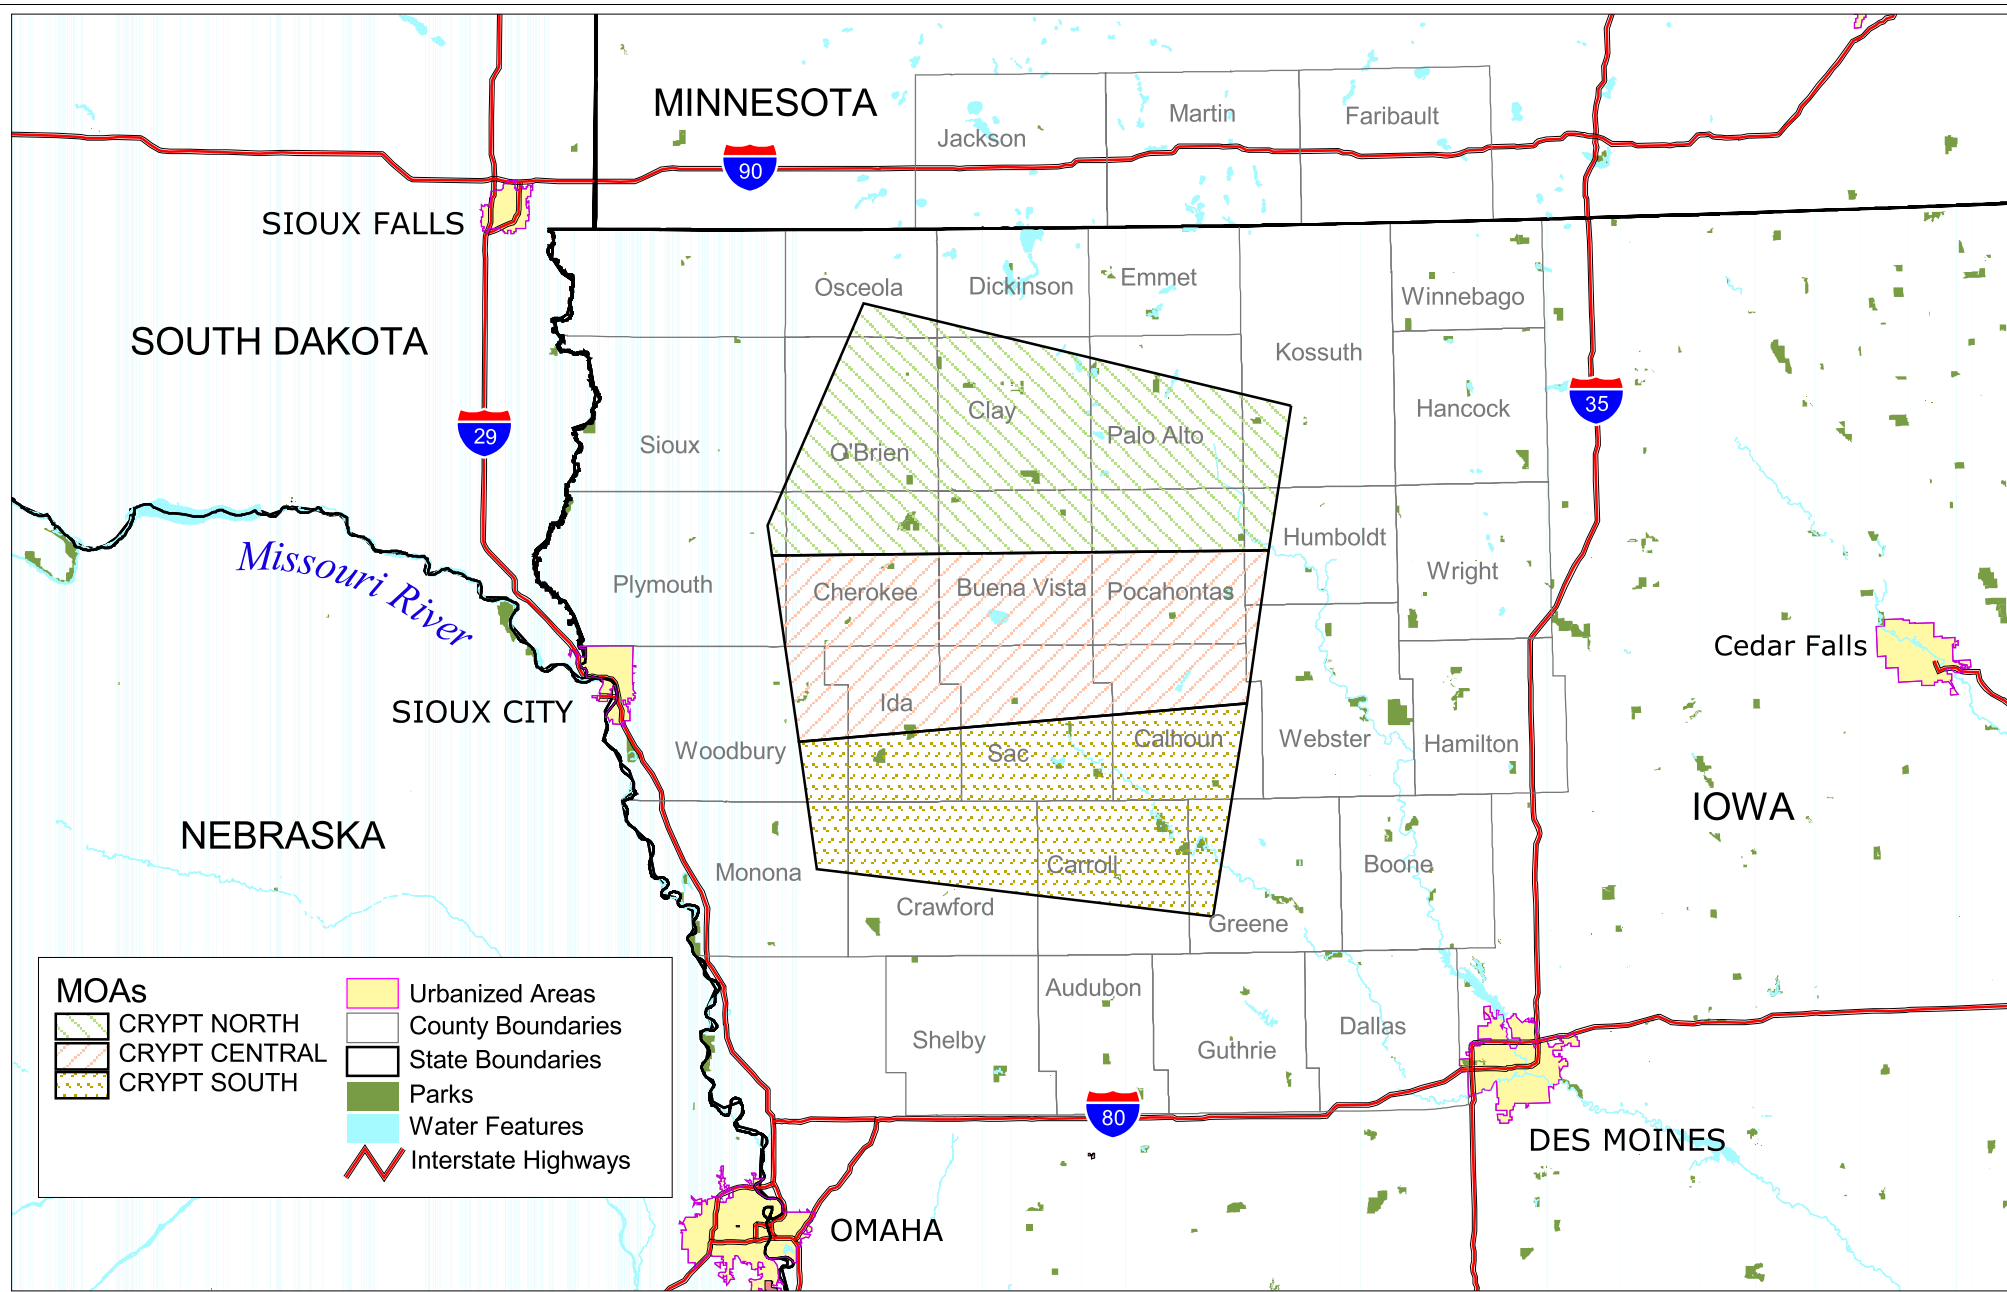 MINNESOTA
Jackson
Martin
Faribault
90
SIOUX FALLS
Osceola
Dickinson
Emmet
Winnebago
SOUTH DAKOTA
Kossuth
Clay
Hancock
35
29
Sioux
O'Brien
Palo Alto
Missouri River
Humboldt
Wright
Plymouth
Cherokee
Buena Vista
Pocahontas
Cedar Falls
SIOUX CITY
Ida
Woodbury
Sac
Calhoun
Webster
Hamilton
IOWA
NEBRASKA
Monona
Carroll
Boone
Crawford
Greene
Audubon
Shelby
Guthrie
Dallas
80
DES MOINES
OMAHA
MOAs
CRYPT NORTH
CRYPT CENTRAL
CRYPT SOUTH
Urbanized Areas
County Boundaries
State Boundaries
Parks
Water Features
Interstate Highways